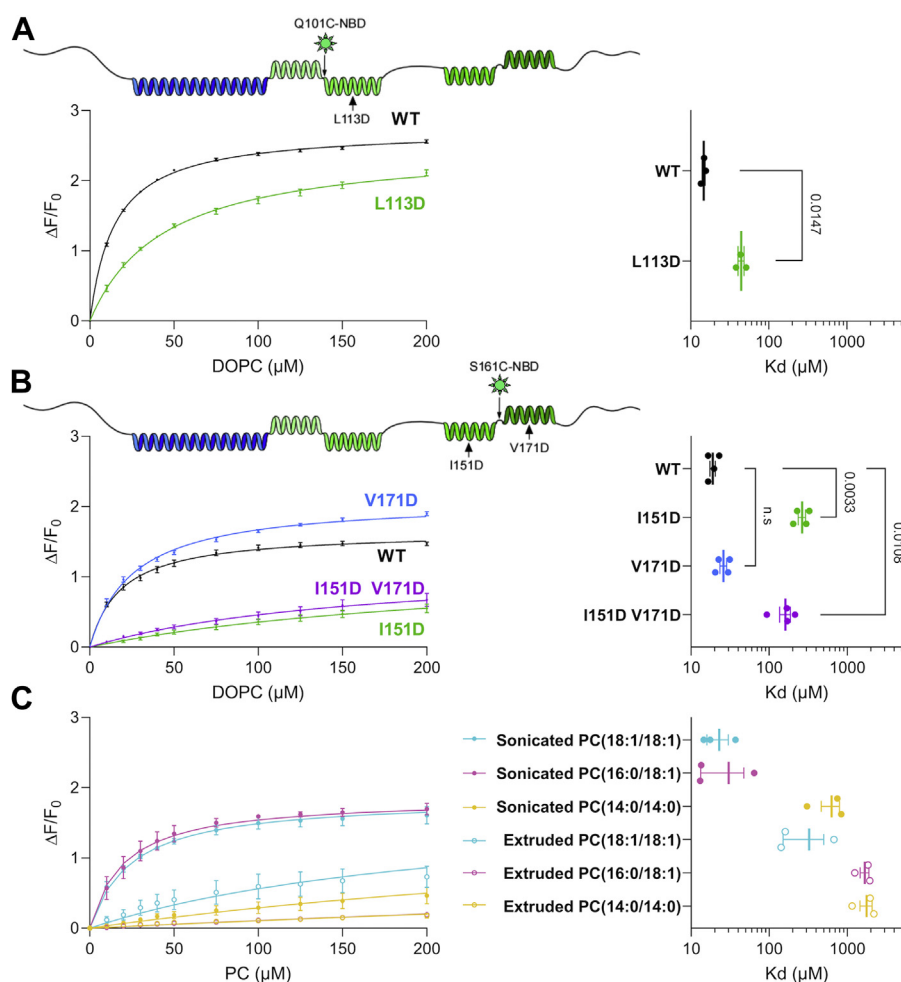 A
Q101C-NBD
L113D
WT
L113D
ΔF/F0
3
2
1
0
0 50 100 150 200
DOPC (µM)
WT
L113D
0.0147
10 100 1000
Kd (µM)
B
S161C-NBD
I151D
V171D
V171D
WT
I151D V171D
I151D
ΔF/F0
3
2
1
0
0 50 100 150 200
DOPC (µM)
WT
I151D
V171D
I151D V171D
n.s
0.0033
0.0108
10 100 1000
Kd (µM)
C
ΔF/F0
3
2
1
0
0 50 100 150 200
PC (µM)
Sonicated PC(18:1/18:1)
Sonicated PC(16:0/18:1)
Sonicated PC(14:0/14:0)
Extruded PC(18:1/18:1)
Extruded PC(16:0/18:1)
Extruded PC(14:0/14:0)
10 100 1000
Kd (µM)